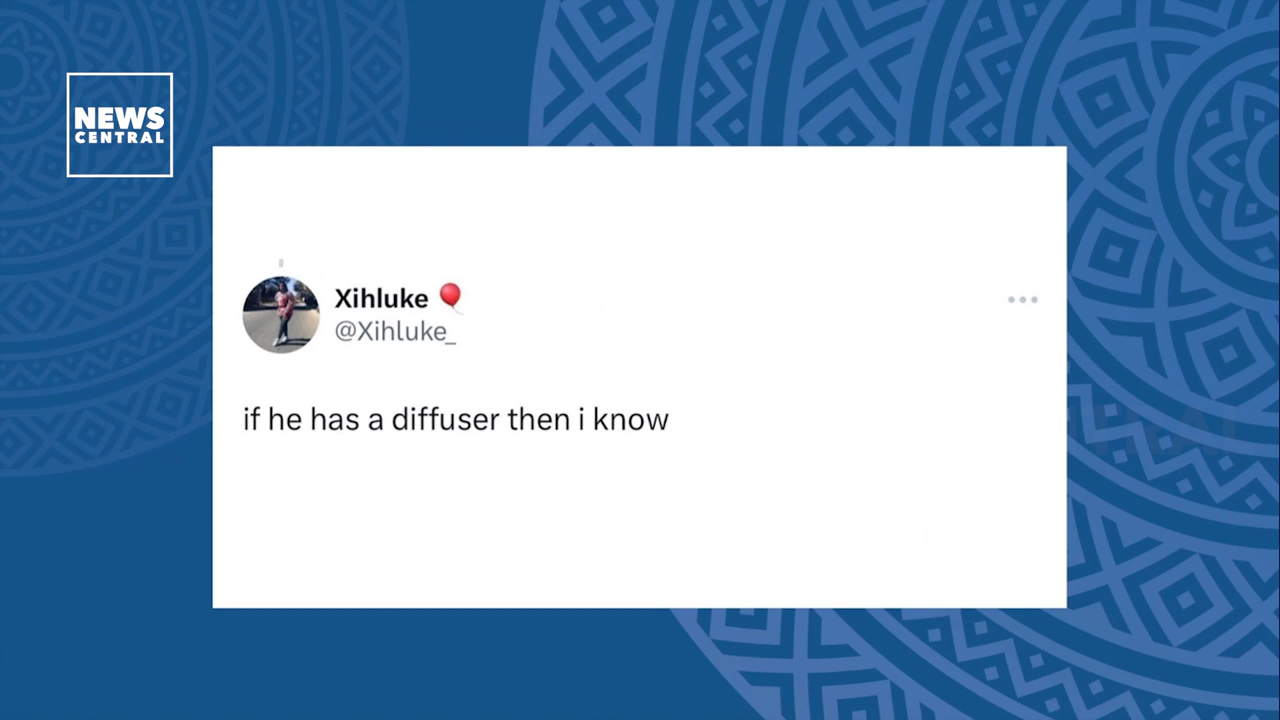 NEWS
CENTRAL
Xihluke 🎈
@Xihluke_
if he has a diffuser then i know